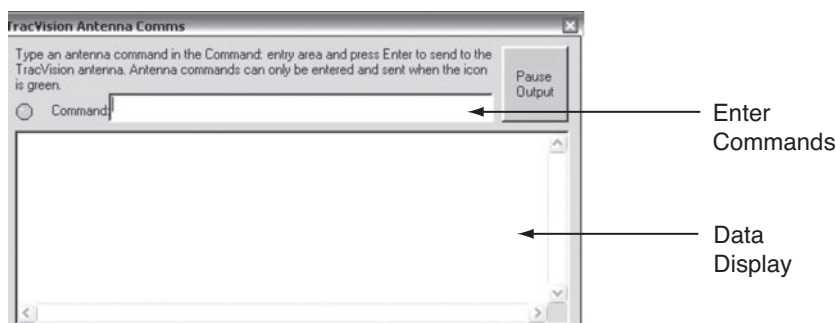 TracVision Antenna Comms
Type an antenna command in the Command: entry area and press Enter to send to the
TracVision antenna. Antenna commands can only be entered and sent when the icon
is green.
Pause
Output
Command:
Enter
Commands
Data
Display